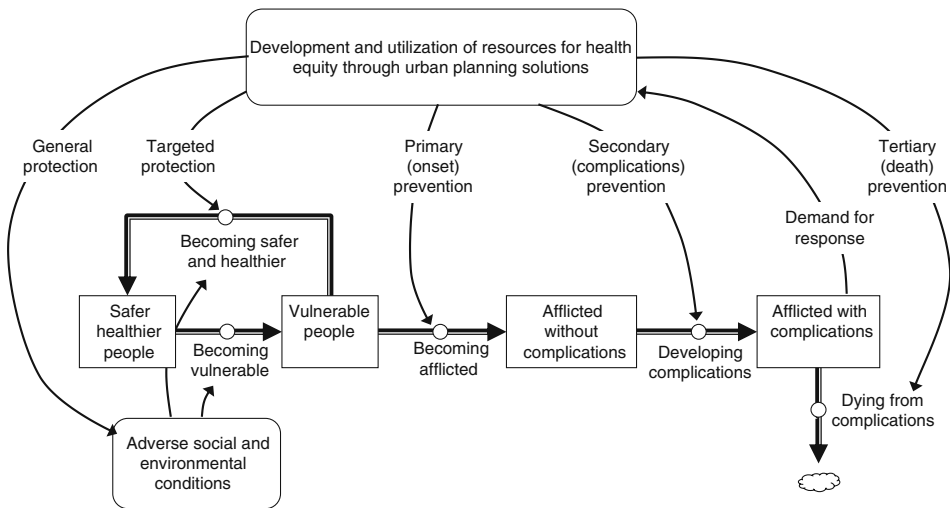 Development and utilization of resources for health
equity through urban planning solutions
General
protection
Targeted
protection
Primary
(onset)
prevention
Secondary
(complications)
prevention
Tertiary
(death)
prevention
Demand for
response
Becoming safer
and healthier
Safer
healthier
people
Becoming
vulnerable
Vulnerable
people
Becoming
afflicted
Afflicted
without
complications
Developing
complications
Afflicted with
complications
Dying from
complications
Adverse social and
environmental
conditions